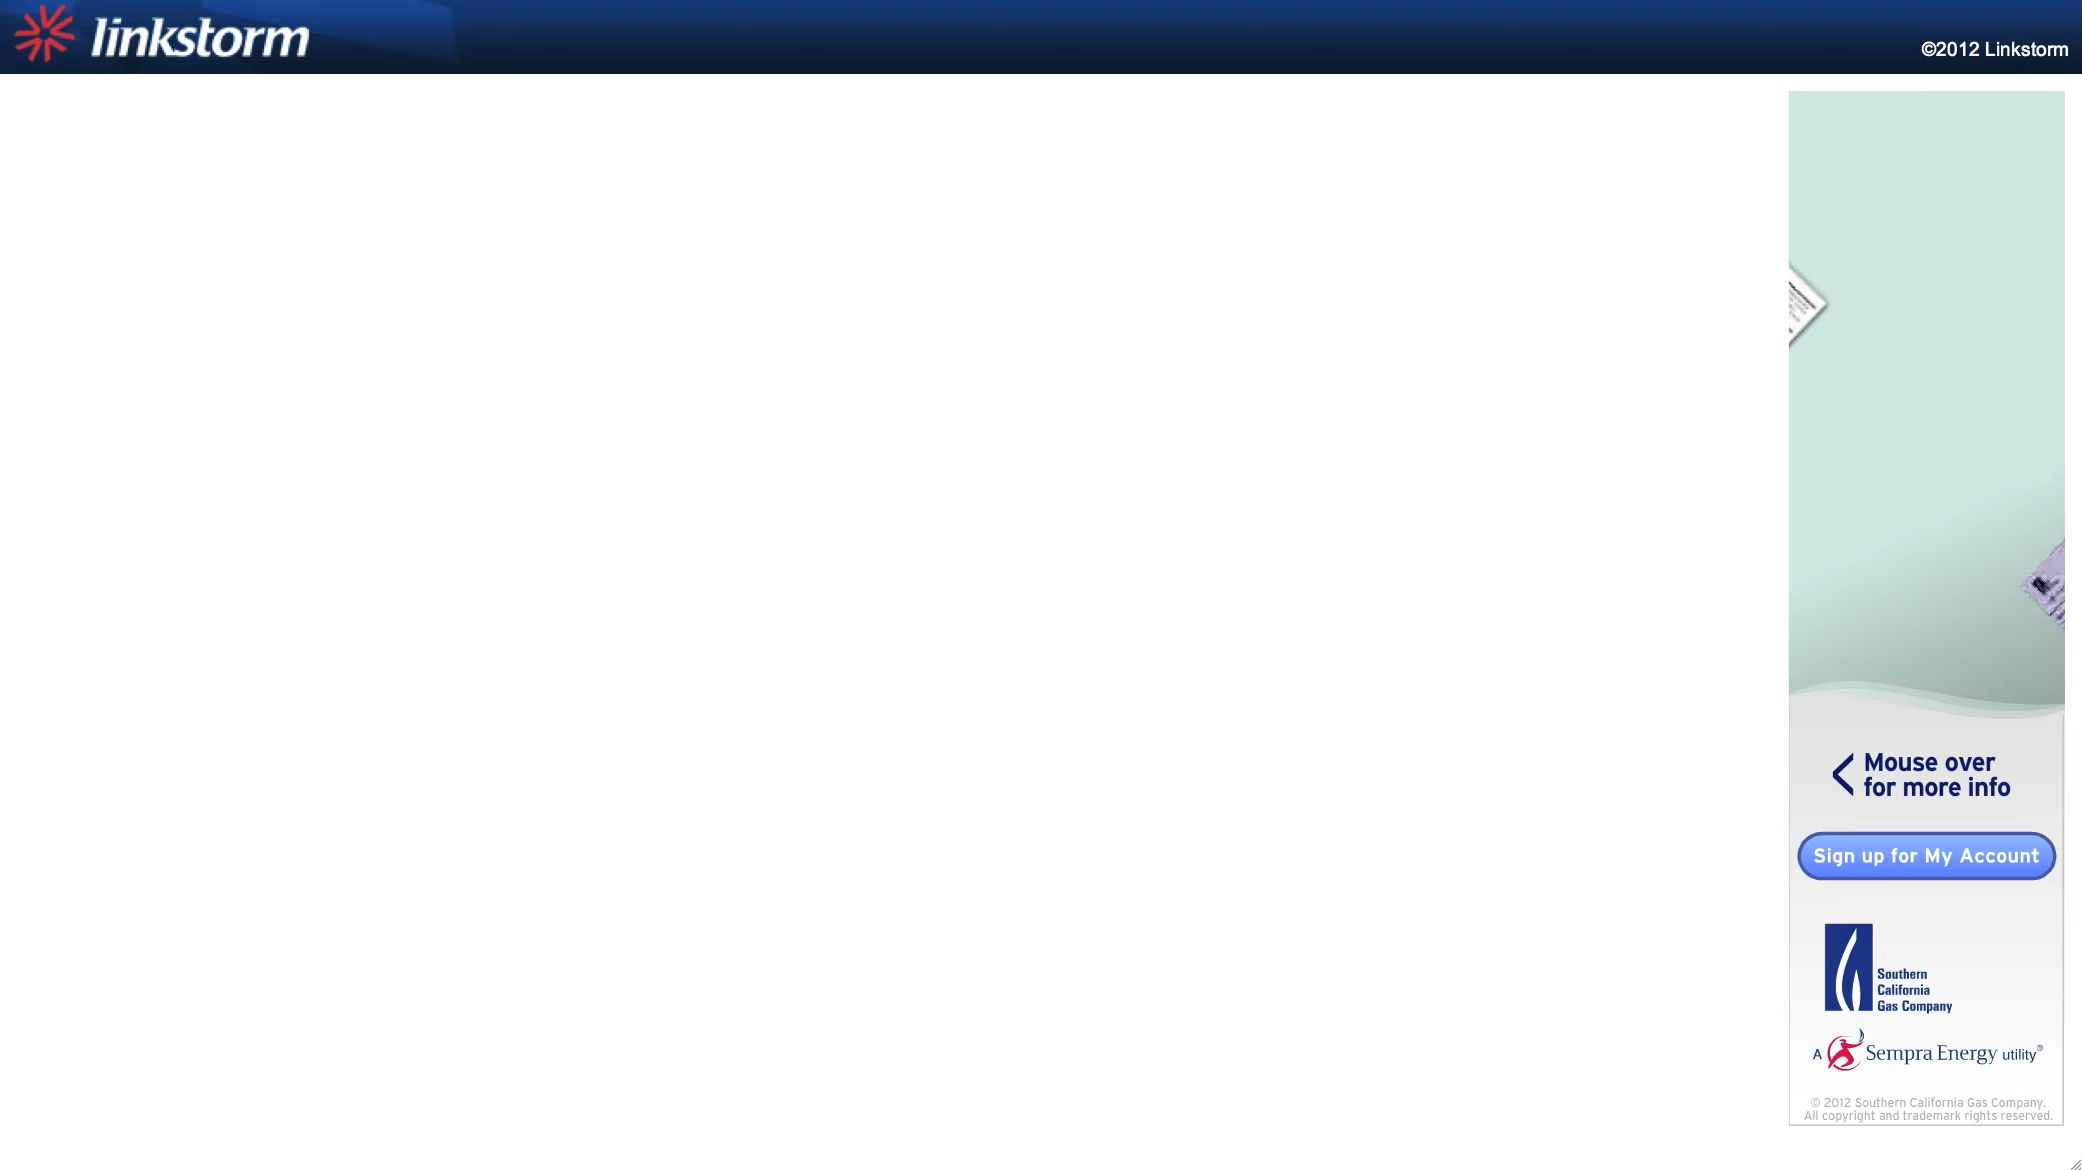 linkstorm
©2012 Linkstorm
Mouse over
for more info
Sign up for My Account
Southern
California
Gas Company
A Sempra Energy utility®
© 2012 Southern California Gas Company.
All copyright and trademark rights reserved.